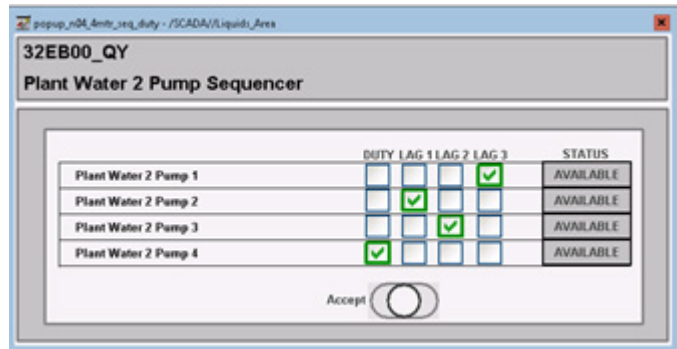 popup_n04_4mtr_seq_duty - /SCADA//Liquids_Area
32EB00_QY
Plant Water 2 Pump Sequencer
DUTY LAG 1 LAG 2 LAG 3 STATUS
Plant Water 2 Pump 1 AVAILABLE
Plant Water 2 Pump 2 AVAILABLE
Plant Water 2 Pump 3 AVAILABLE
Plant Water 2 Pump 4 AVAILABLE
Accept